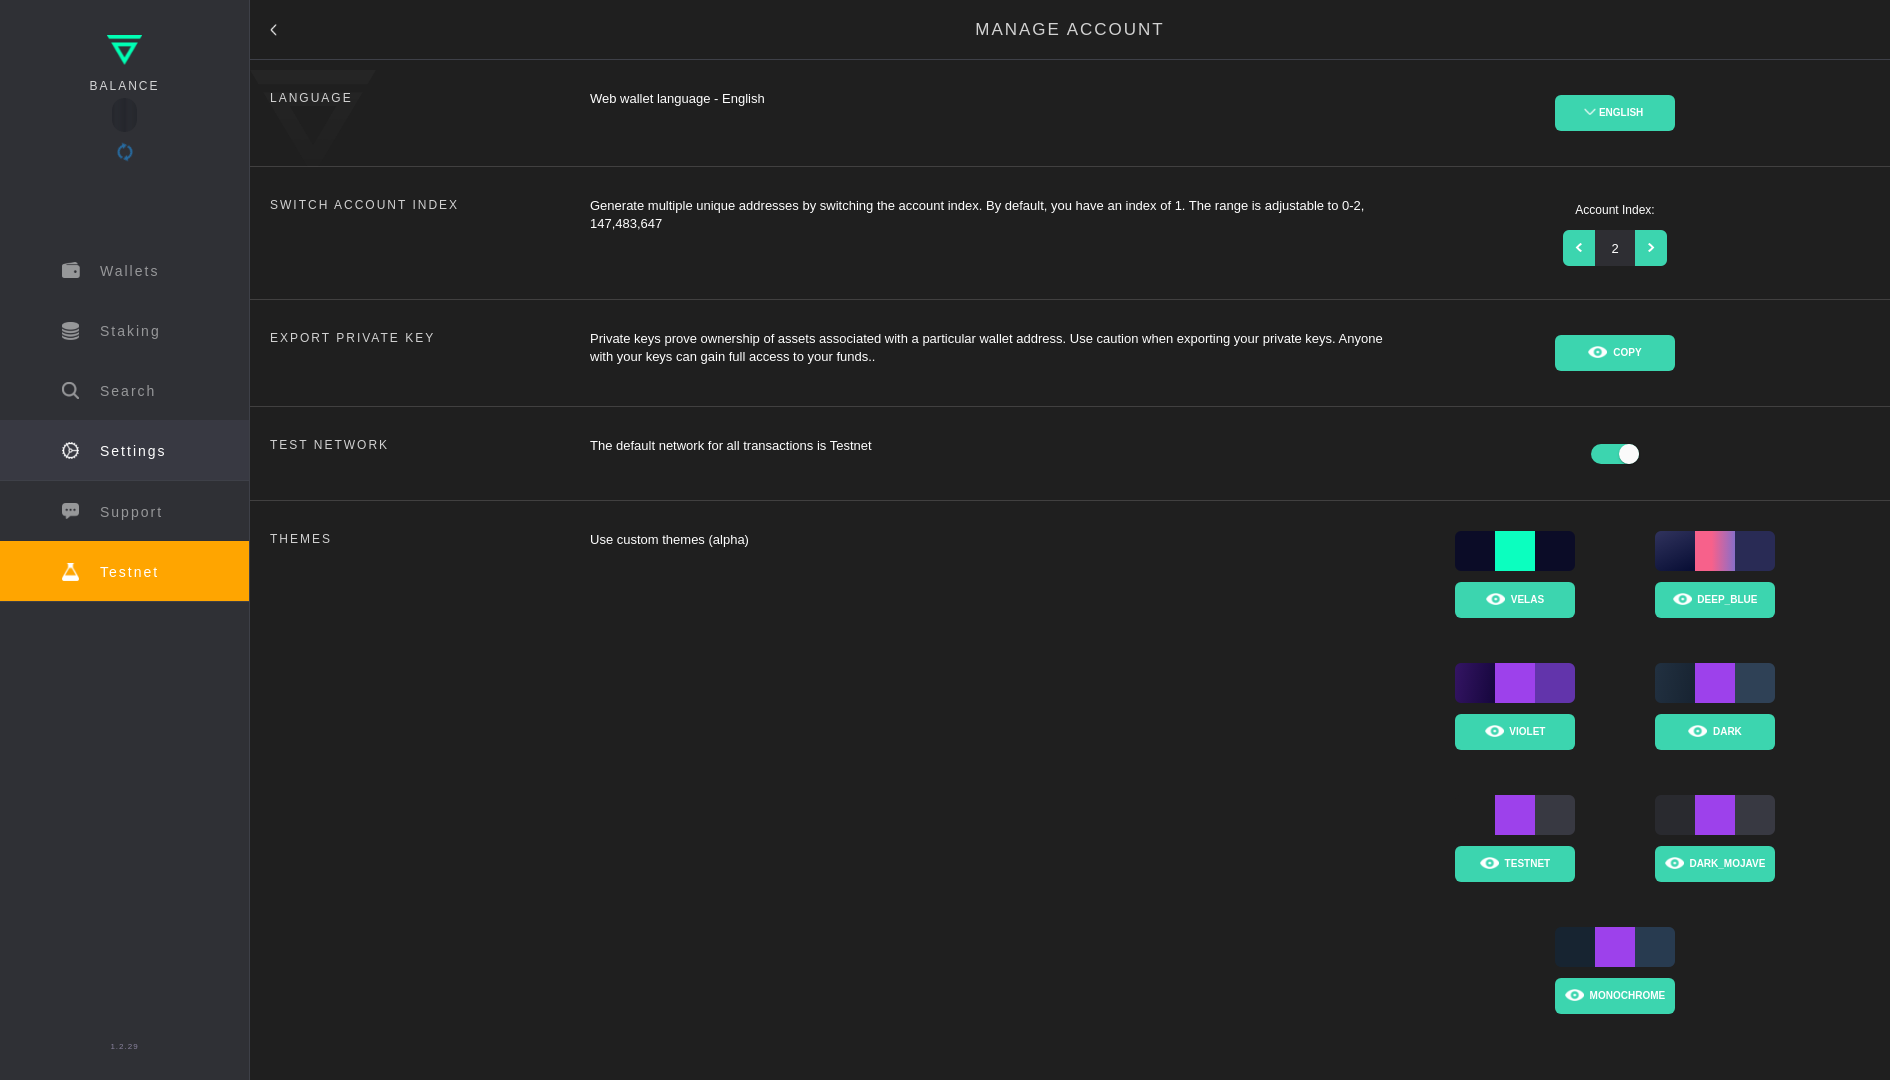 BALANCE
Wallets
Staking
Search
Settings
Support
Testnet
1.2.29
MANAGE ACCOUNT
LANGUAGE
Web wallet language - English
ENGLISH
SWITCH ACCOUNT INDEX
Generate multiple unique addresses by switching the account index. By default, you have an index of 1. The range is adjustable to 0-2,
147,483,647
Account Index:
2
EXPORT PRIVATE KEY
Private keys prove ownership of assets associated with a particular wallet address. Use caution when exporting your private keys. Anyone
with your keys can gain full access to your funds..
COPY
TEST NETWORK
The default network for all transactions is Testnet
THEMES
Use custom themes (alpha)
VELAS
DEEP_BLUE
VIOLET
DARK
TESTNET
DARK_MOJAVE
MONOCHROME